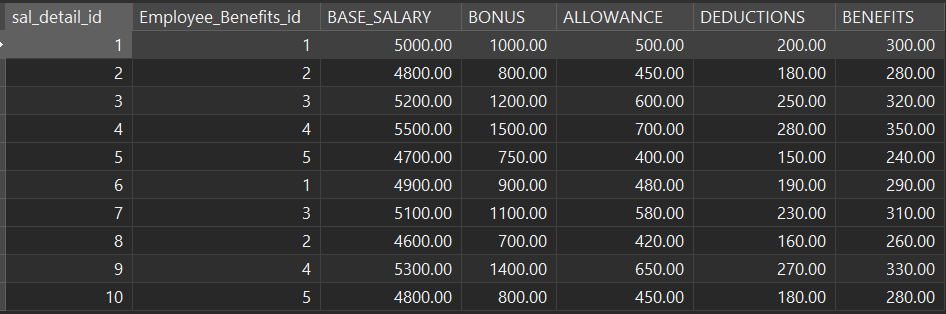 sal_detail_id Employee_Benefits_id BASE_SALARY BONUS ALLOWANCE DEDUCTIONS BENEFITS
1 1 5000.00 1000.00 500.00 200.00 300.00
2 2 4800.00 800.00 450.00 180.00 280.00
3 3 5200.00 1200.00 600.00 250.00 320.00
4 4 5500.00 1500.00 700.00 280.00 350.00
5 5 4700.00 750.00 400.00 150.00 240.00
6 1 4900.00 900.00 480.00 190.00 290.00
7 3 5100.00 1100.00 580.00 230.00 310.00
8 2 4600.00 700.00 420.00 160.00 260.00
9 4 5300.00 1400.00 650.00 270.00 330.00
10 5 4800.00 800.00 450.00 180.00 280.00